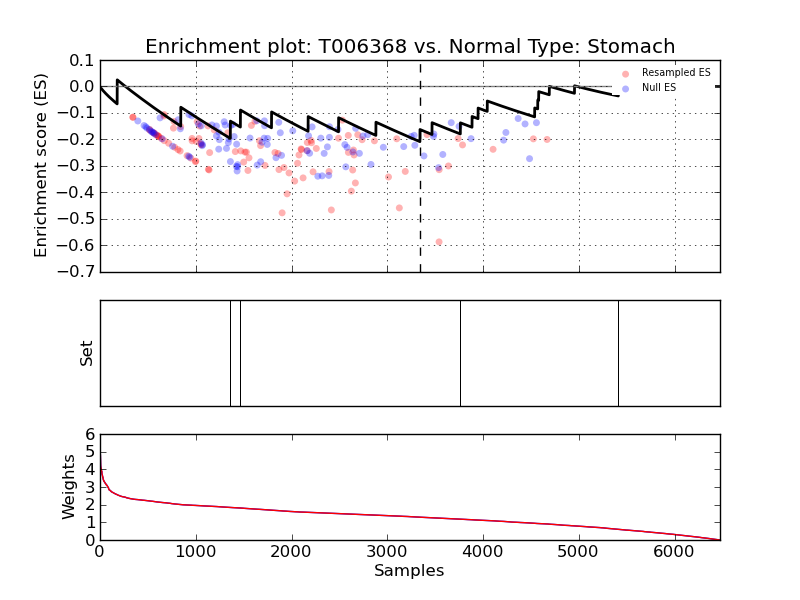 Enrichment plot: T006368 vs. Normal Type: Stomach
Enrichment score (ES)
0.1
0.0
−0.1
−0.2
−0.3
−0.4
−0.5
−0.6
−0.7
Resampled ES
Null ES
Set
Weights
6
5
4
3
2
1
0
0 1000 2000 3000 4000 5000 6000
Samples